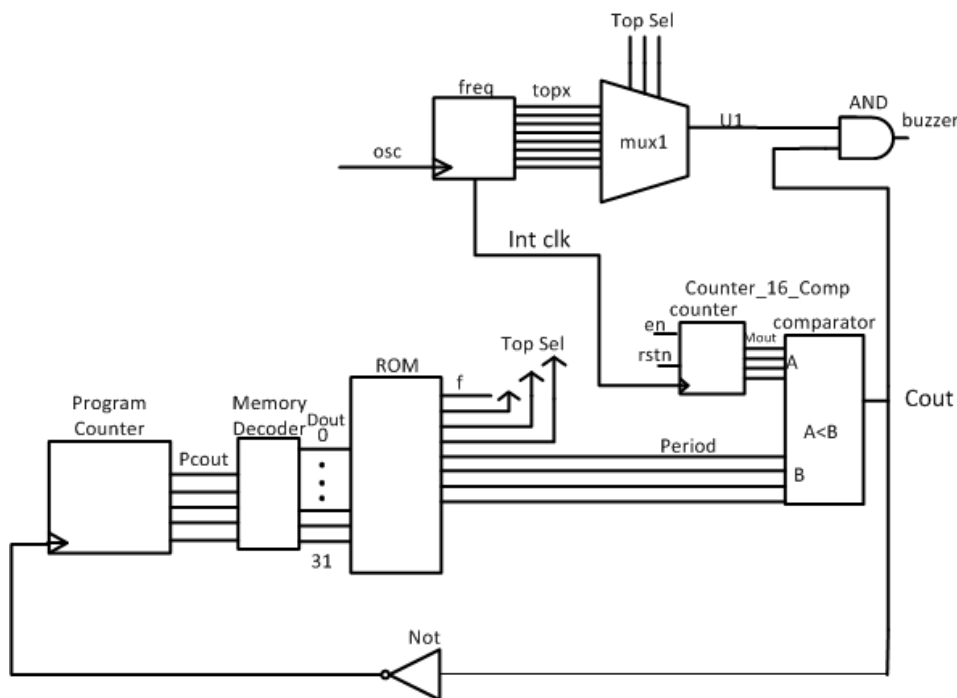 Top Sel
freq
topx
AND
buzzer
osc
mux1
U1
Int clk
Counter_16_Comp
counter
comparator
en
Mout
rstn
A
Top Sel
ROM
f
Cout
Program
Counter
Memory
Decoder
Dout
0
A<B
Pcout
Period
B
31
Not